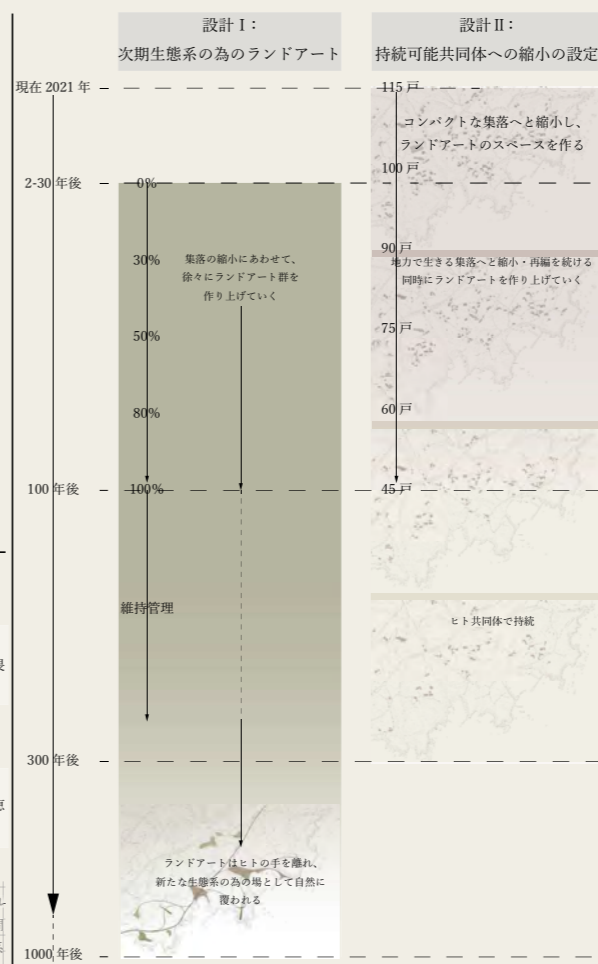 設計Ⅰ：
次期生態系の為のランドアート
設計Ⅱ：
持続可能共同体への縮小の設定
現在 2021 年
115 戸
コンパクトな集落へと縮小し、
ランドアートのスペースを作る
100 戸
2-30 年後
0%
90 戸
30%
集落の縮小にあわせて、
徐々にランドアート群を
作り上げていく
地力で生きる集落へと縮小・再編を続ける
同時にランドアートを作り上げていく
50%
75 戸
80%
60 戸
100 年後
100%
45 戸
維持管理
ヒト共同体で持続
300 年後
ランドアートはヒトの手を離れ、
新たな生態系の為の場として自然に
覆われる
1000 年後